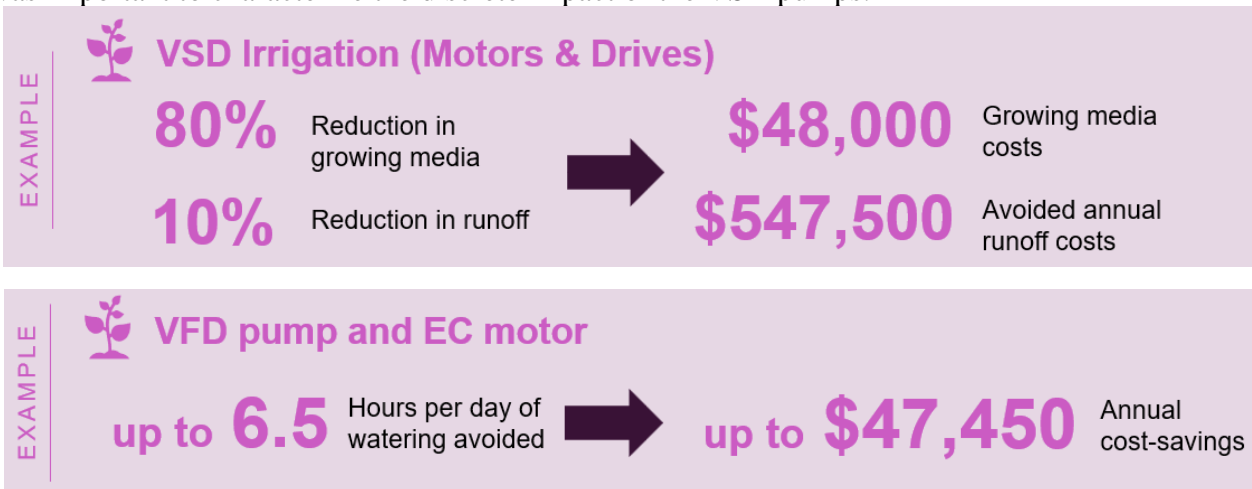 EXAMPLE
VSD Irrigation (Motors & Drives)
80%
Reduction in
growing media
$48,000
Growing media
costs
10%
Reduction in runoff
$547,500
Avoided annual
runoff costs
EXAMPLE
VFD pump and EC motor
up to 6.5
Hours per day of
watering avoided
up to $47,450
Annual
cost-savings